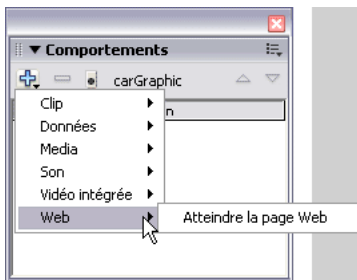 Comportements
carGraphic
Clip
n
Données
Media
Son
Vidéo intégrée
Web
Atteindre la page Web